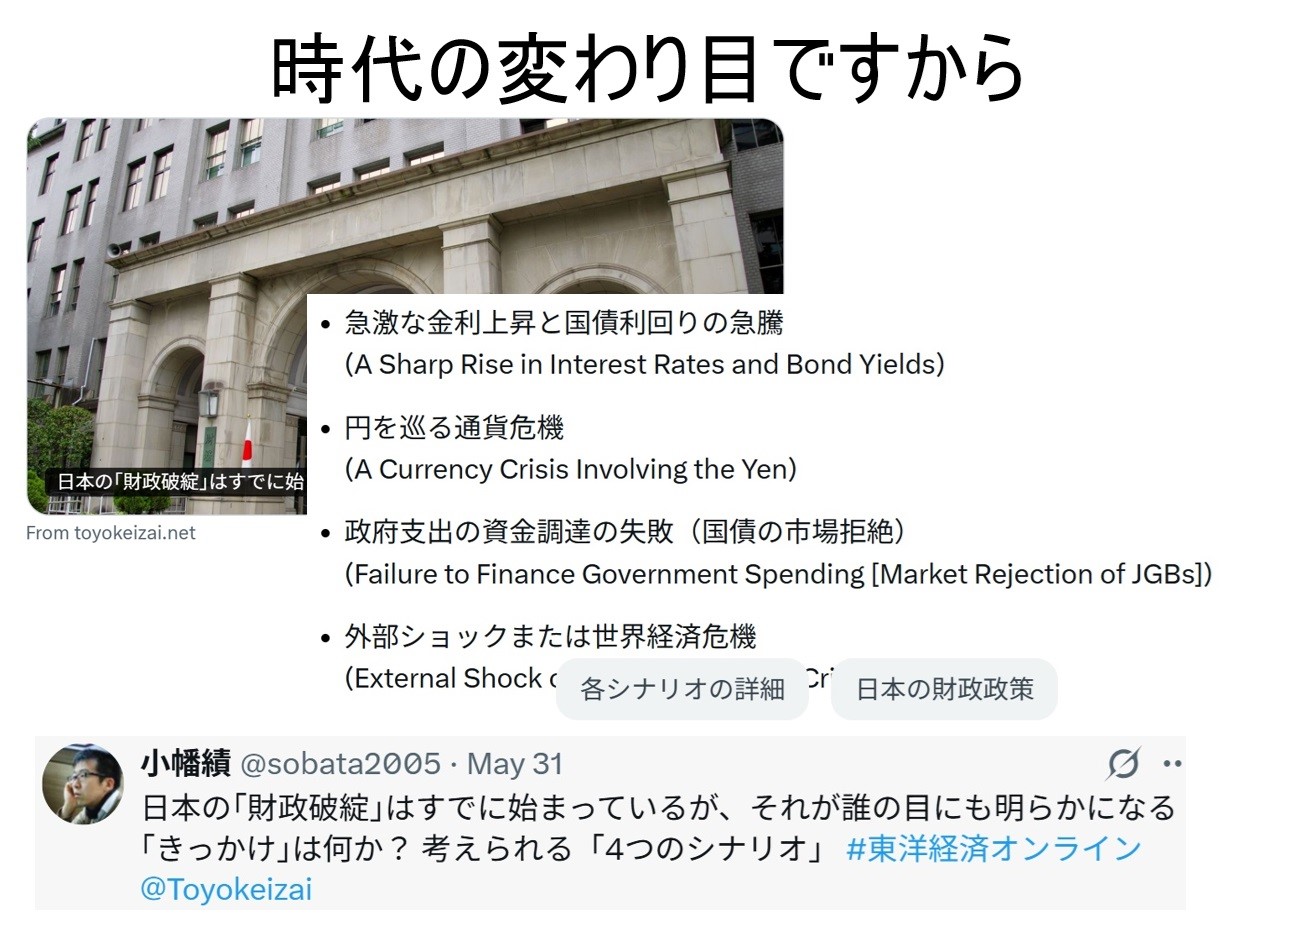 時代の変わり目ですから
• 急激な金利上昇と国債利回りの急騰
(A Sharp Rise in Interest Rates and Bond Yields)
• 円を巡る通貨危機
(A Currency Crisis Involving the Yen)
日本の｢財政破綻｣はすでに始
From toyokeizai.net
• 政府支出の資金調達の失敗（国債の市場拒絶）
(Failure to Finance Government Spending [Market Rejection of JGBs])
• 外部ショックまたは世界経済危機
(External Shock
各シナリオの詳細
日本の財政政策
小幡績 @sobata2005 · May 31
日本の｢財政破綻｣はすでに始まっているが、それが誰の目にも明らかになる
｢きっかけ｣は何か？ 考えられる「4つのシナリオ」 #東洋経済オンライン
@Toyokeizai